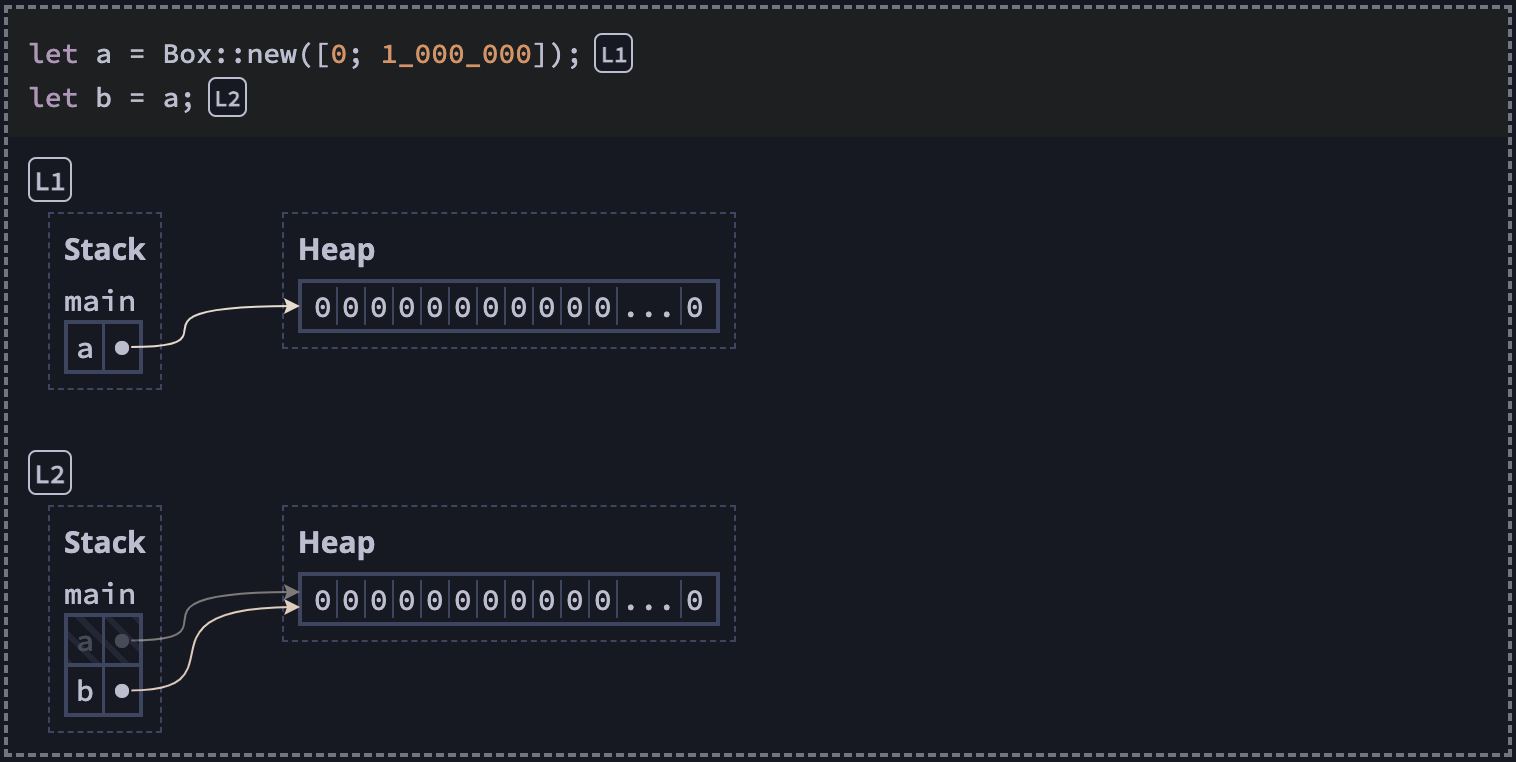 let a = Box::new([0; 1_000_000]); L1
let b = a; L2
L1
Stack
main
a
Heap
0 0 0 0 0 0 0 0 0 0 0 ... 0
L2
Stack
main
a
b
Heap
0 0 0 0 0 0 0 0 0 0 0 ... 0